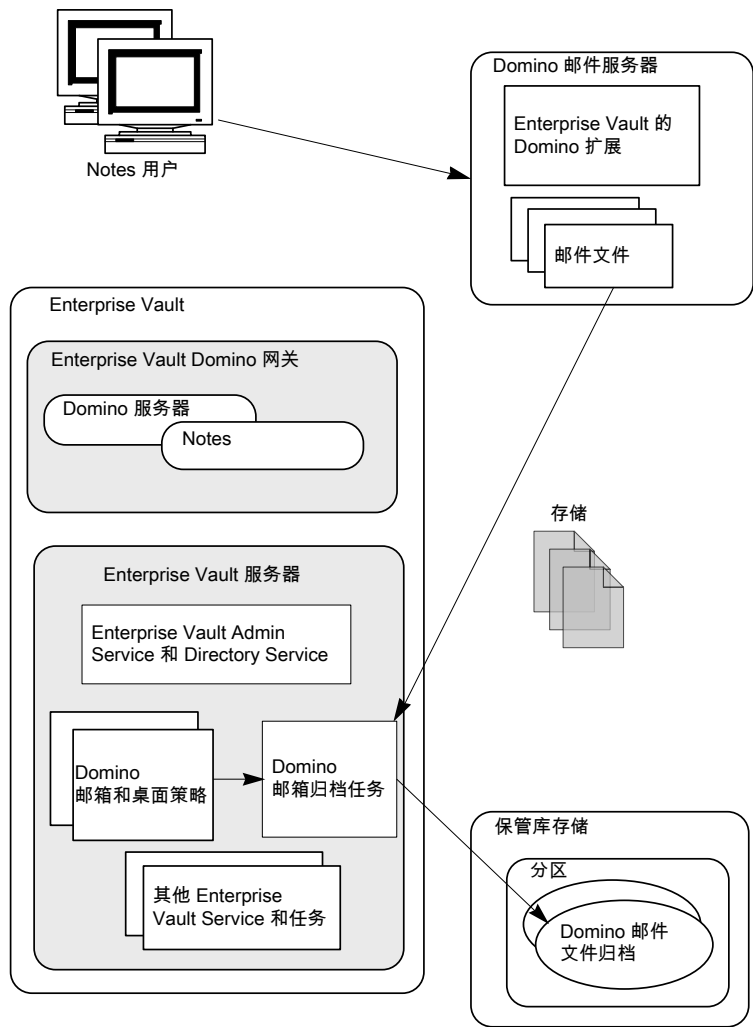 Notes 用户
Domino 邮件服务器
Enterprise Vault 的
Domino 扩展
邮件文件
Enterprise Vault
Enterprise Vault Domino 网关
Domino 服务器
Notes
存储
Enterprise Vault 服务器
Enterprise Vault Admin
Service 和 Directory Service
Domino
邮箱和桌面策略
Domino
邮箱归档任务
其他 Enterprise
Vault Service 和任务
保管库存储
分区
Domino 邮件
文件归档